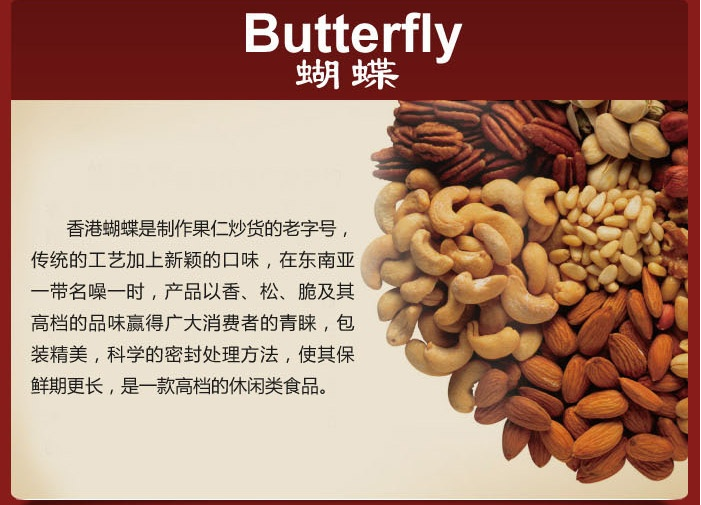 Butterfly
蝴蝶
香港蝴蝶是制作果仁炒货的老字号，
传统的工艺加上新颖的口味，在东南亚
一带名噪一时，产品以香、松、脆及其
高档的品味赢得广大消费者的青睐，包
装精美，科学的密封处理方法，使其保
鲜期更长，是一款高档的休闲类食品。